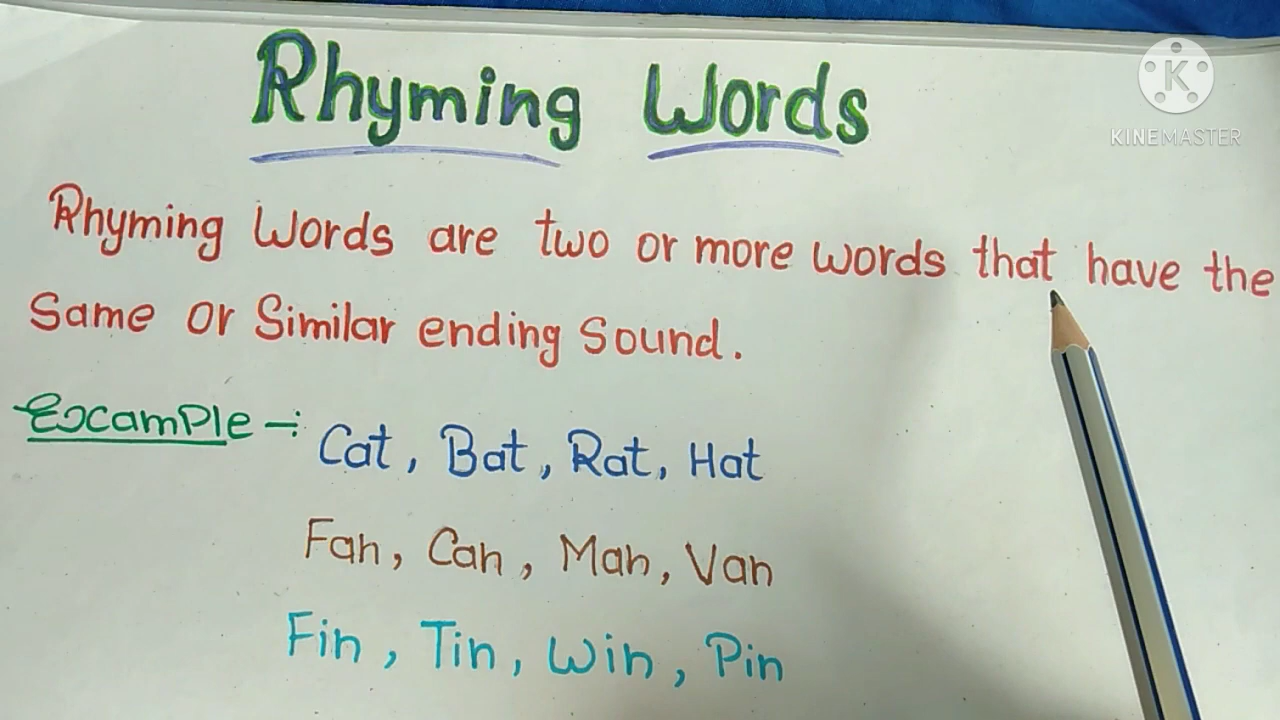 Rhyming Words
KINEMASTER
Rhyming Words are two or more words that have the
Same or Similar ending Sound.
Example -:
Cat, Bat, Rat, Hat
Fan, Can, Man, Van
Fin, Tin, Win, Pin